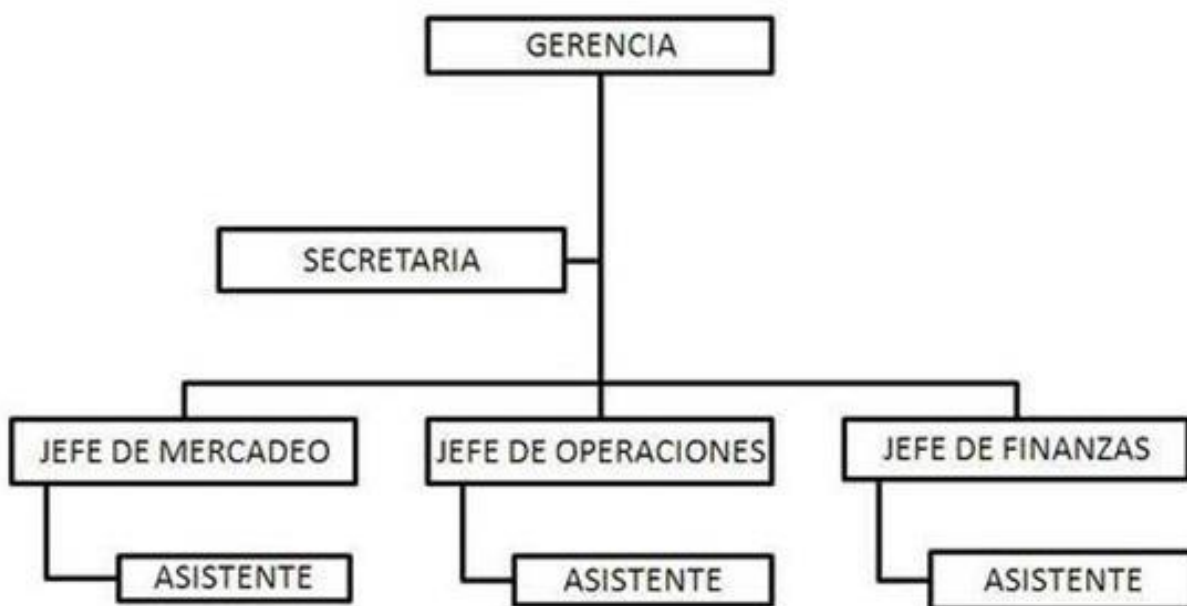 GERENCIA
SECRETARIA
JEFE DE MERCADEO
JEFE DE OPERACIONES
JEFE DE FINANZAS
ASISTENTE
ASISTENTE
ASISTENTE